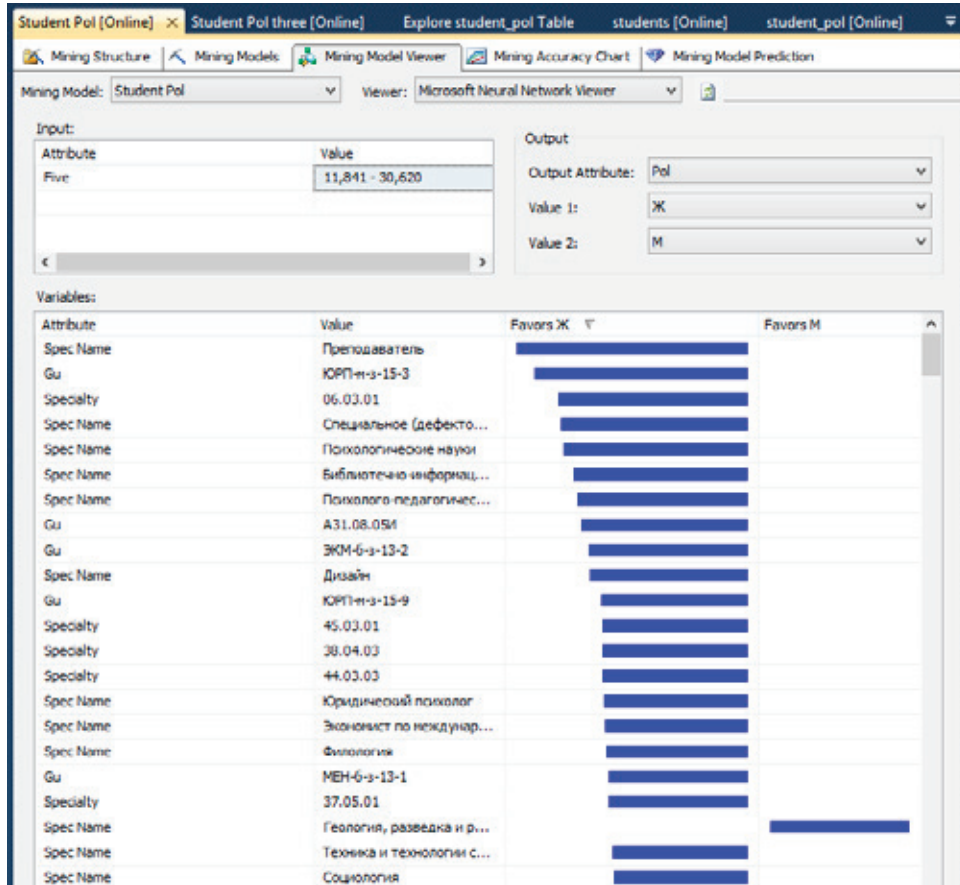 Student Pol [Online] × Student Pol three [Online] Explore student_pol Table students [Online] student_pol [Online]
Mining Structure Mining Models Mining Model Viewer Mining Accuracy Chart Mining Model Prediction
Mining Model: Student Pol Viewer: Microsoft Neural Network Viewer
Input:
Attribute Value
Five 11,841 - 30,620
Output
Output Attribute: Pol
Value 1: Ж
Value 2: М
Variables:
Attribute Value Favors Ж Favors М
Spec Name Преподаватель
Gu ЮРП-м-з-15-3
Specialty 06.03.01
Spec Name Специальное (дефекто...
Spec Name Психологические науки
Spec Name Библиотечно-информац...
Spec Name Психолого-педагогичес...
Gu А31.08.05И
Gu ЭКМ-б-з-13-2
Spec Name Дизайн
Gu ЮРП-м-з-15-9
Specialty 45.03.01
Specialty 38.04.03
Specialty 44.03.03
Spec Name Юридический психолог
Spec Name Экономист по междунар...
Spec Name Филология
Gu МЕН-б-з-13-1
Specialty 37.05.01
Spec Name Геология, разведка и р...
Spec Name Техника и технологии с...
Spec Name Социология